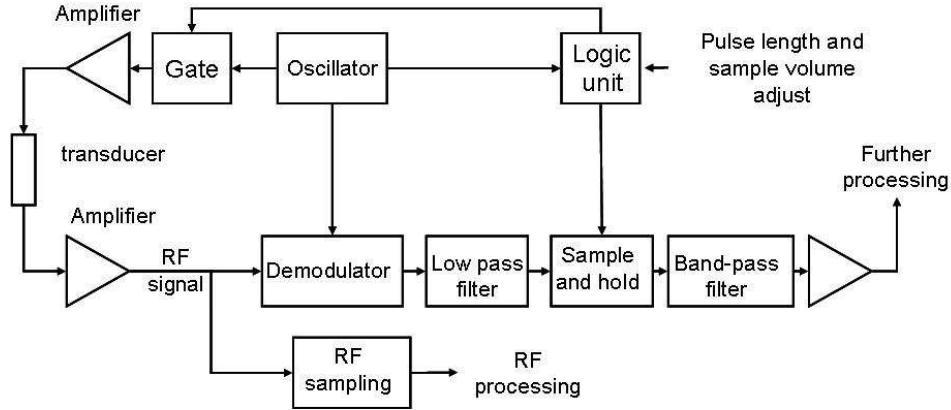 Amplifier
Gate
Oscillator
Logic
unit
Pulse length and
sample volume
adjust
transducer
Further
processing
Amplifier
RF
signal
Demodulator
Low pass
filter
Sample
and hold
Band-pass
filter
RF
sampling
RF
processing